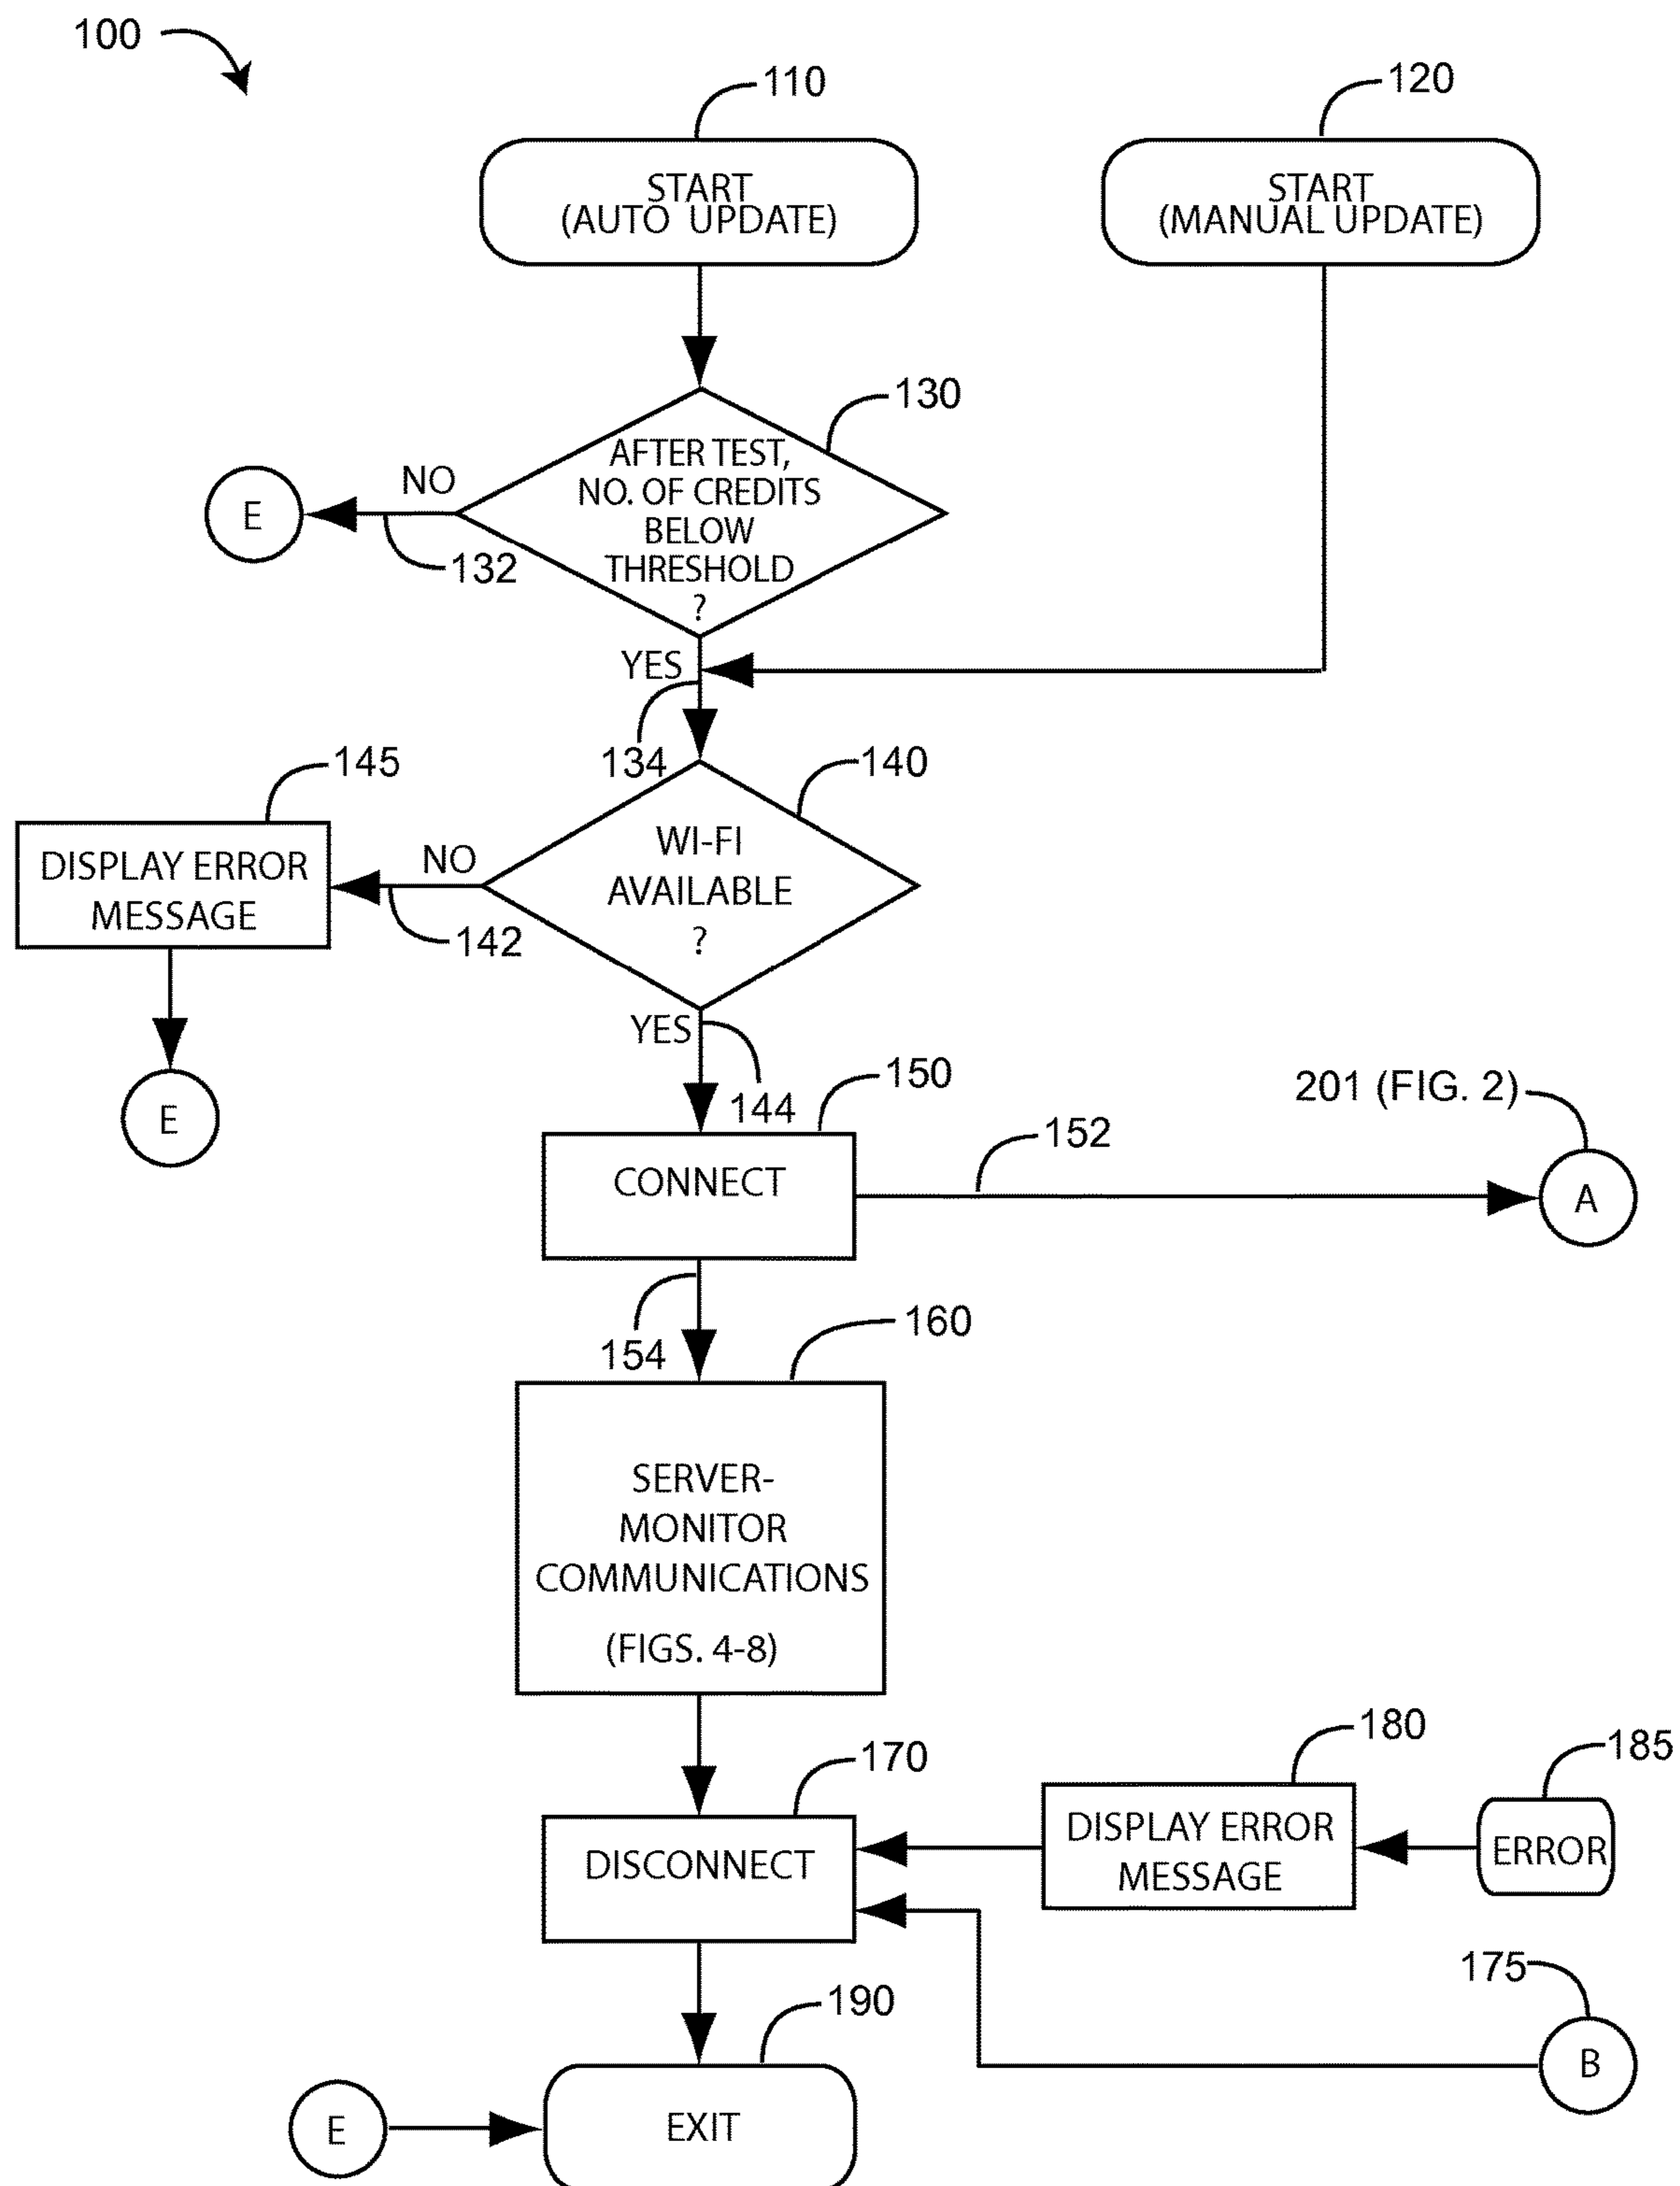 100
110
120
START
(AUTO UPDATE)
START
(MANUAL UPDATE)
130
AFTER TEST,
NO. OF CREDITS
BELOW
THRESHOLD
?
NO
E
132
YES
134
140
145
WI-FI
AVAILABLE
?
NO
DISPLAY ERROR
MESSAGE
142
E
YES
144
150
201 (FIG. 2)
CONNECT
152
A
154
160
SERVER-
MONITOR
COMMUNICATIONS
(FIGS. 4-8)
170
180
185
DISCONNECT
DISPLAY ERROR
MESSAGE
ERROR
175
B
190
E
EXIT